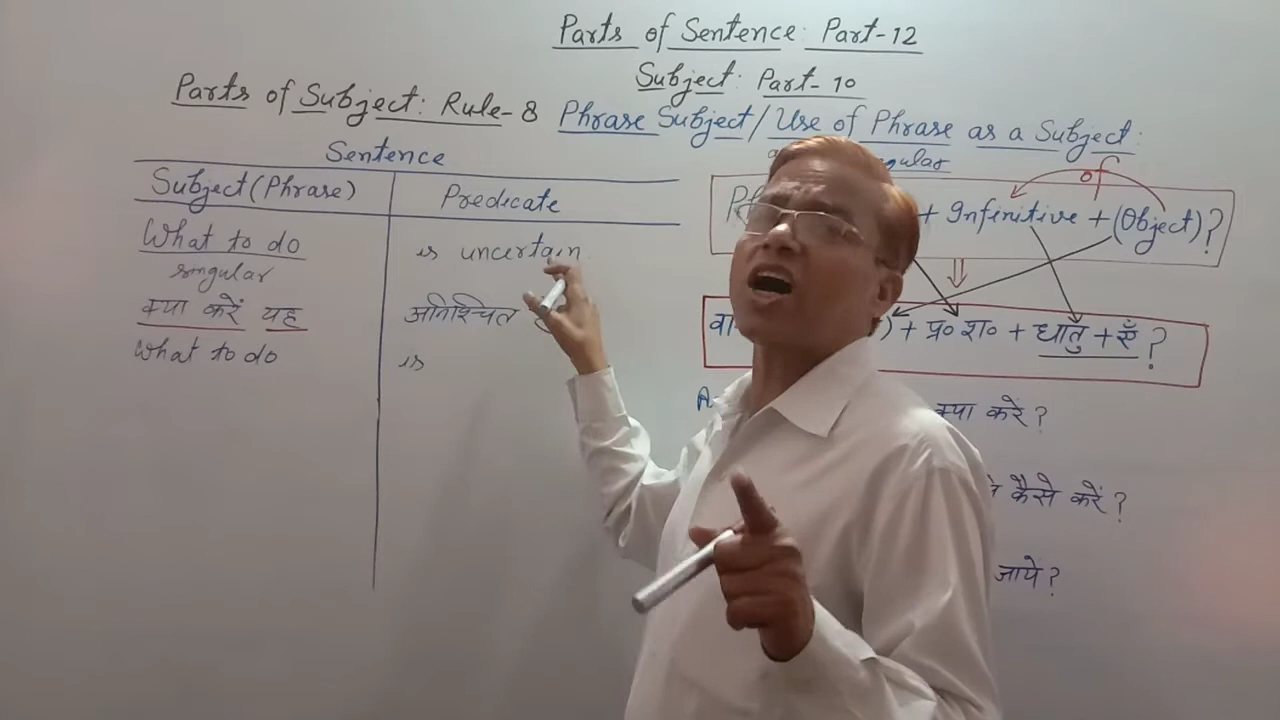 Parts of Sentence: Part-12
Subject: Part-10
Parts of Subject: Rule-8 Phrase Subject/Use of Phrase as a Subject:
Sentence
Subject (Phrase) Predicate
What to do is uncertain.
singular
क्या करें यह अनिश्चित
What to do is
of
+ Infinitive + (Object)?
) + प्र० श० + धातु + एँ?
क्या करें?
कैसे करें?
जाये?